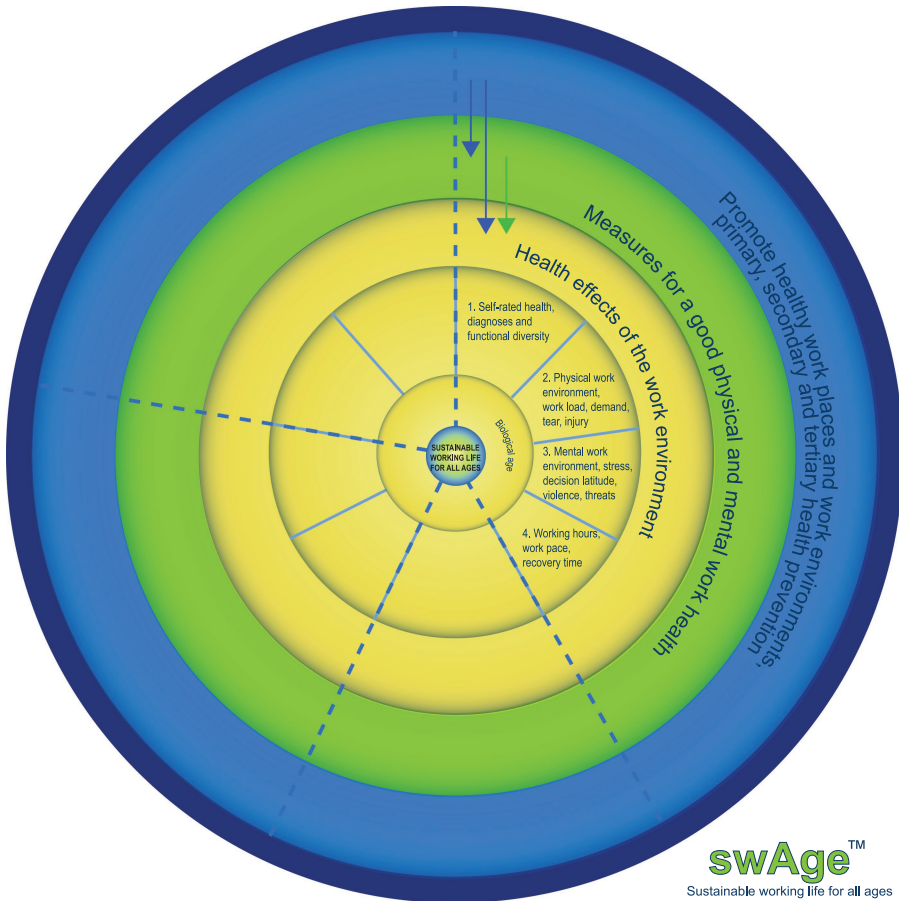 Promote healthy work places and work environments,
primary, secondary and tertiary health prevention
Measures for a good physical and mental work health
Health effects of the work environment
1. Self-rated health,
diagnoses and
functional diversity
2. Physical work
environment,
work load, demand,
tear, injury
Biological age
SUSTAINABLE
WORKING LIFE
FOR ALL AGES
3. Mental work
environment, stress,
decision latitude,
violence, threats
4. Working hours,
work pace,
recovery time
swAge™
Sustainable working life for all ages